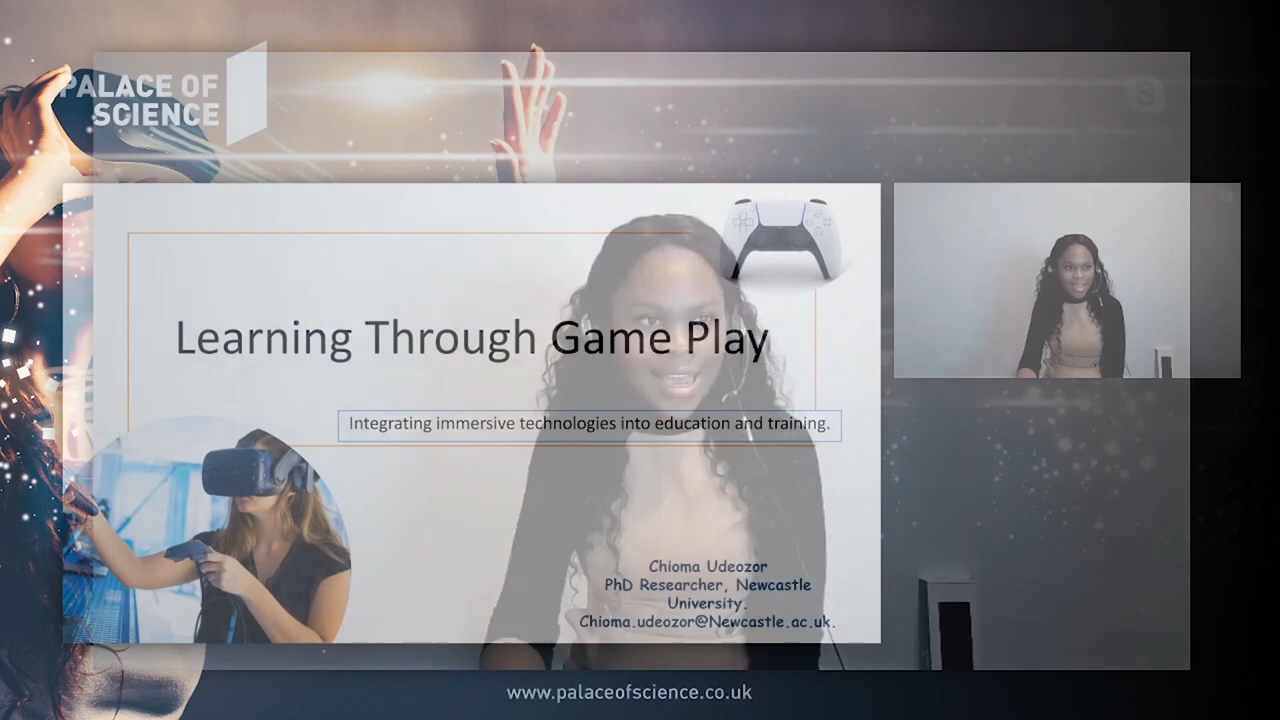 PALACE OF
SCIENCE
S
Learning Through Game Play
Integrating immersive technologies into education and training.
Chioma Udeozor
PhD Researcher, Newcastle
University.
Chioma.udeozor@Newcastle.ac.uk.
www.palaceofscience.co.uk